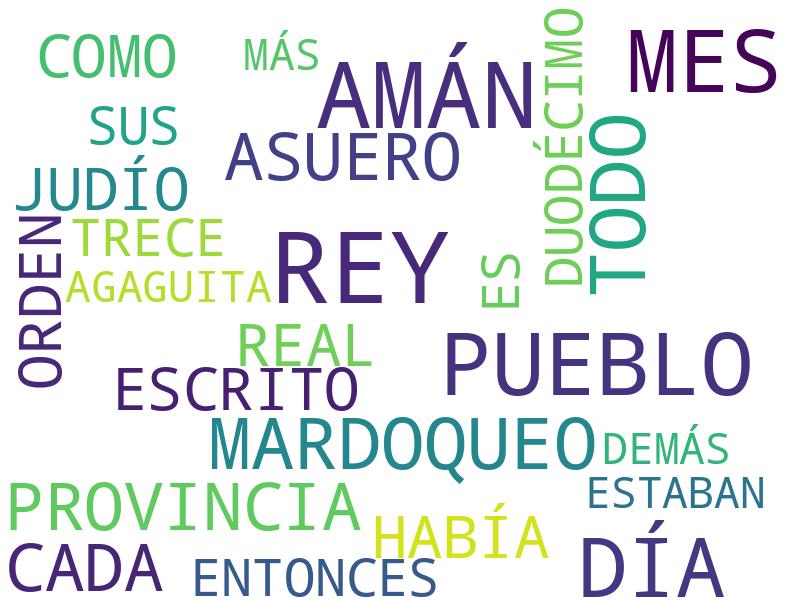 COMO
MÁS
AMÁN
MES
SUS
ASUERO
DUODÉCIMO
TODO
JUDÍO
TRECE
ORDEN
AGAGUITA
REY
ES
REAL
PUEBLO
ESCRITO
MARDOQUEO
DEMÁS
PROVINCIA
ESTABAN
HABÍA
CADA
ENTONCES
DÍA